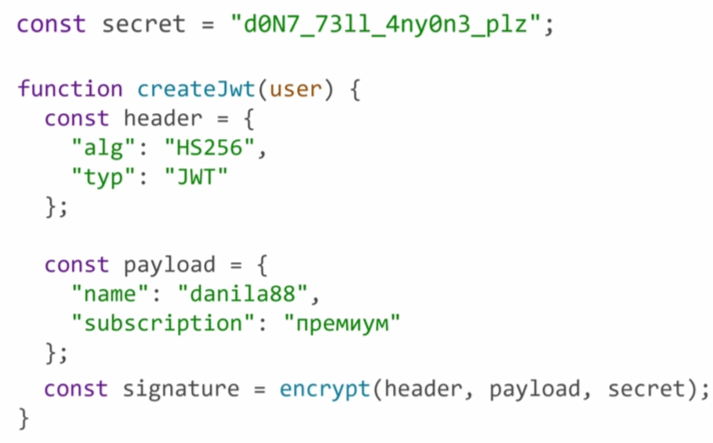 const secret = "d0N7_73ll_4ny0n3_plz";
function createJwt(user) {
const header = {
"alg": "HS256",
"typ": "JWT"
};
const payload = {
"name": "danila88",
"subscription": "премиум"
};
const signature = encrypt(header, payload, secret);
}